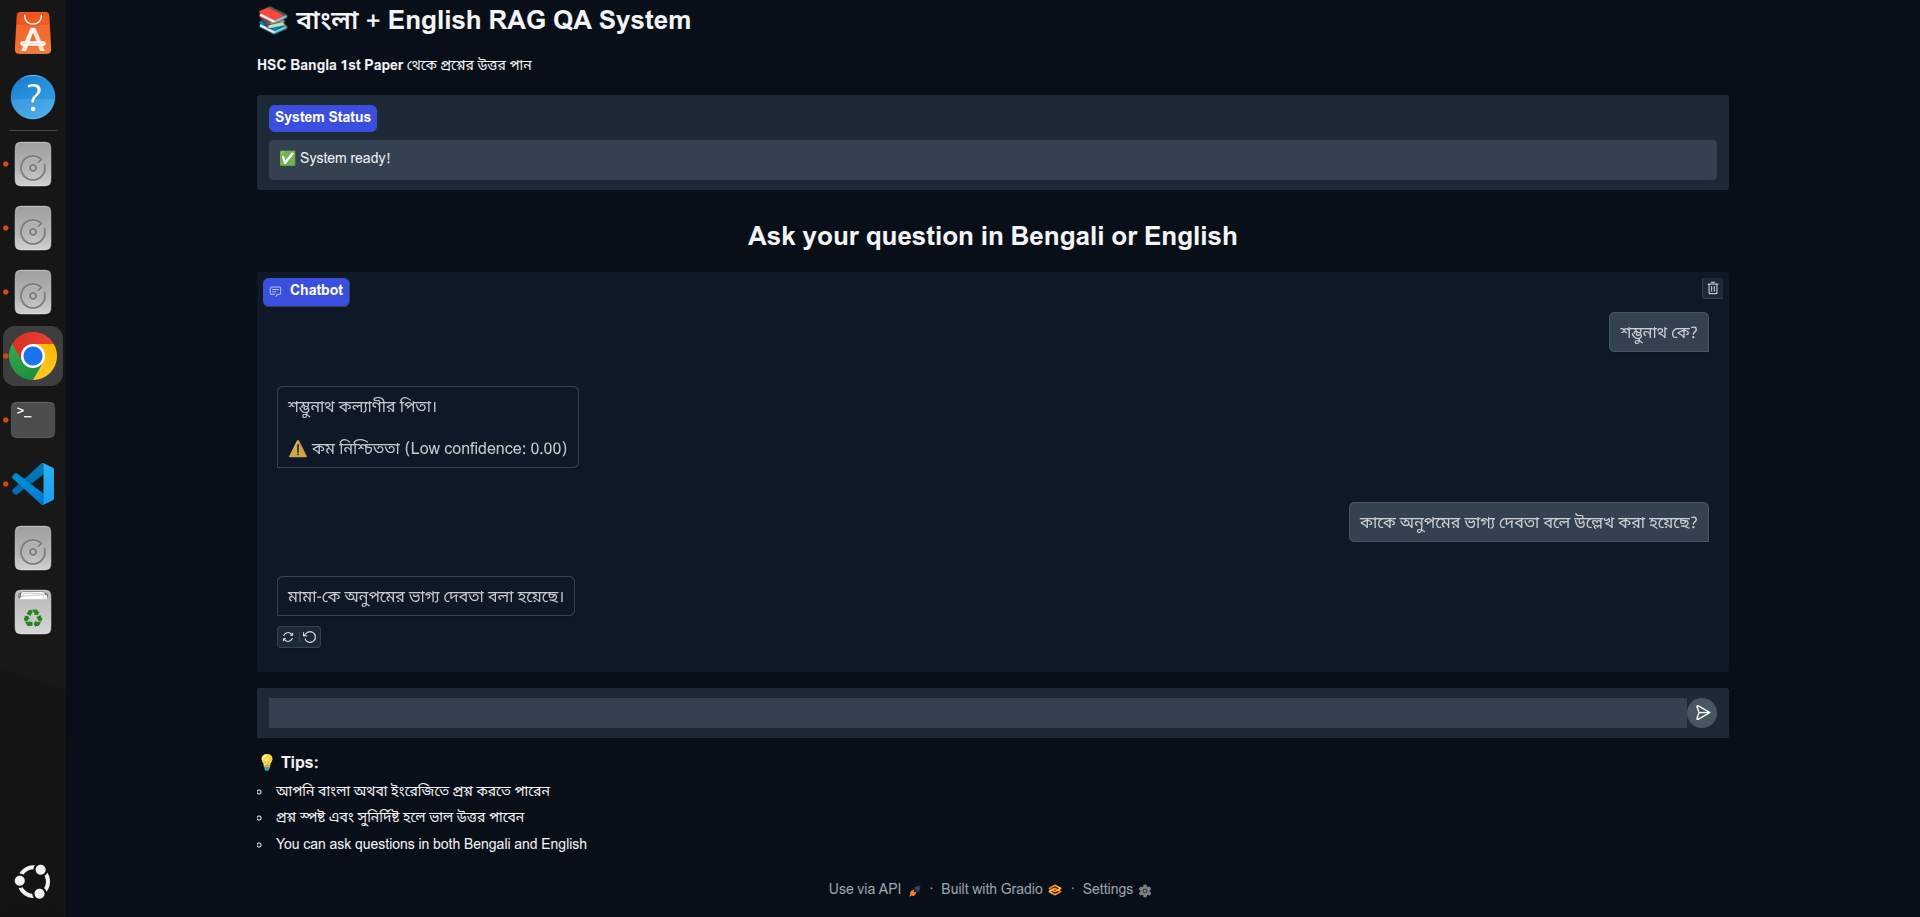 📚 বাংলা + English RAG QA System
HSC Bangla 1st Paper থেকে প্রশ্নের উত্তর পান
System Status
✅ System ready!
Ask your question in Bengali or English
Chatbot
শম্ভুনাথ কে?
শম্ভুনাথ কল্যাণীর পিতা।
⚠️ কম নিশ্চিততা (Low confidence: 0.00)
কাকে অনুপমের ভাগ্য দেবতা বলে উল্লেখ করা হয়েছে?
মামা-কে অনুপমের ভাগ্য দেবতা বলা হয়েছে।
💡 Tips:
আপনি বাংলা অথবা ইংরেজিতে প্রশ্ন করতে পারেন
প্রশ্ন স্পষ্ট এবং সুনির্দিষ্ট হলে ভাল উত্তর পাবেন
You can ask questions in both Bengali and English
Use via API · Built with Gradio · Settings